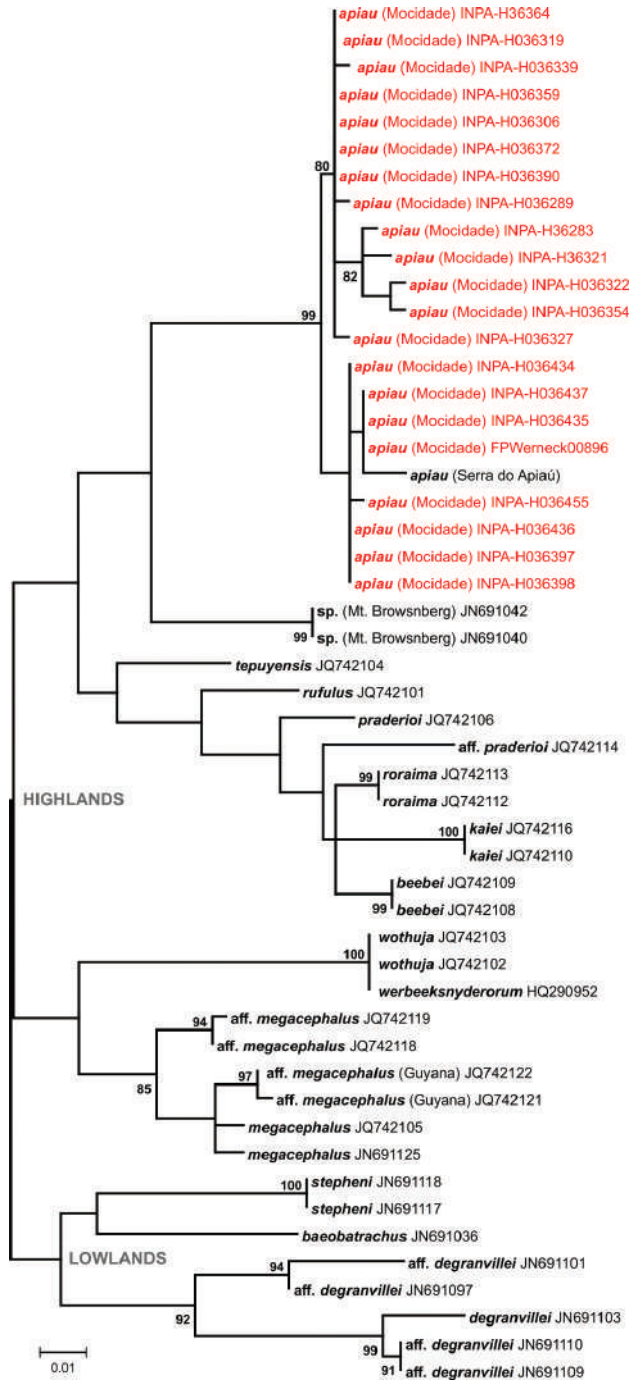 apiau (Mocidade) INPA-H36364
apiau (Mocidade) INPA-H036319
apiau (Mocidade) INPA-H036339
apiau (Mocidade) INPA-H036359
apiau (Mocidade) INPA-H036306
apiau (Mocidade) INPA-H036372
80
apiau (Mocidade) INPA-H036390
apiau (Mocidade) INPA-H036289
apiau (Mocidade) INPA-H36283
apiau (Mocidade) INPA-H36321
82
apiau (Mocidade) INPA-H036322
apiau (Mocidade) INPA-H036354
99
apiau (Mocidade) INPA-H036327
apiau (Mocidade) INPA-H036434
apiau (Mocidade) INPA-H036437
apiau (Mocidade) INPA-H036435
apiau (Mocidade) FPWerneck00896
apiau (Serra do Apiaú)
apiau (Mocidade) INPA-H036455
apiau (Mocidade) INPA-H036436
apiau (Mocidade) INPA-H036397
apiau (Mocidade) INPA-H036398
sp. (Mt. Browsnberg) JN691042
99 sp. (Mt. Browsnberg) JN691040
tepuyensis JQ742104
rufulus JQ742101
praderioi JQ742106
aff. praderioi JQ742114
99 roraima JQ742113
HIGHLANDS
roraima JQ742112
100 kaiei JQ742116
kaiei JQ742110
beebei JQ742109
99 beebei JQ742108
wothuja JQ742103
100 wothuja JQ742102
werbeeksnyderorum HQ290952
94 aff. megacephalus JQ742119
aff. megacephalus JQ742118
97 aff. megacephalus (Guyana) JQ742122
85
aff. megacephalus (Guyana) JQ742121
megacephalus JQ742105
megacephalus JN691125
100 stepheni JN691118
stepheni JN691117
baeobatrachus JN691036
LOWLANDS
94 aff. degranvillei JN691101
aff. degranvillei JN691097
92
degranvillei JN691103
99 aff. degranvillei JN691110
0.01
91 aff. degranvillei JN691109